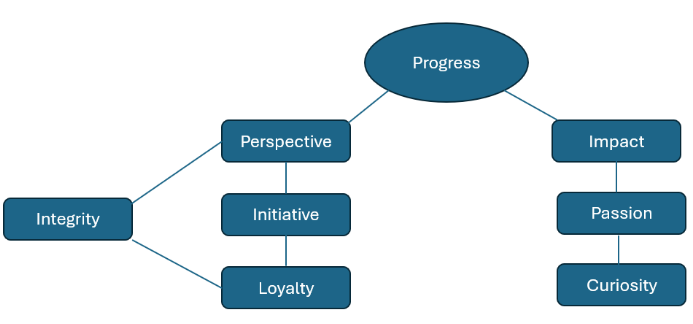 Progress
Perspective
Impact
Integrity
Initiative
Passion
Loyalty
Curiosity